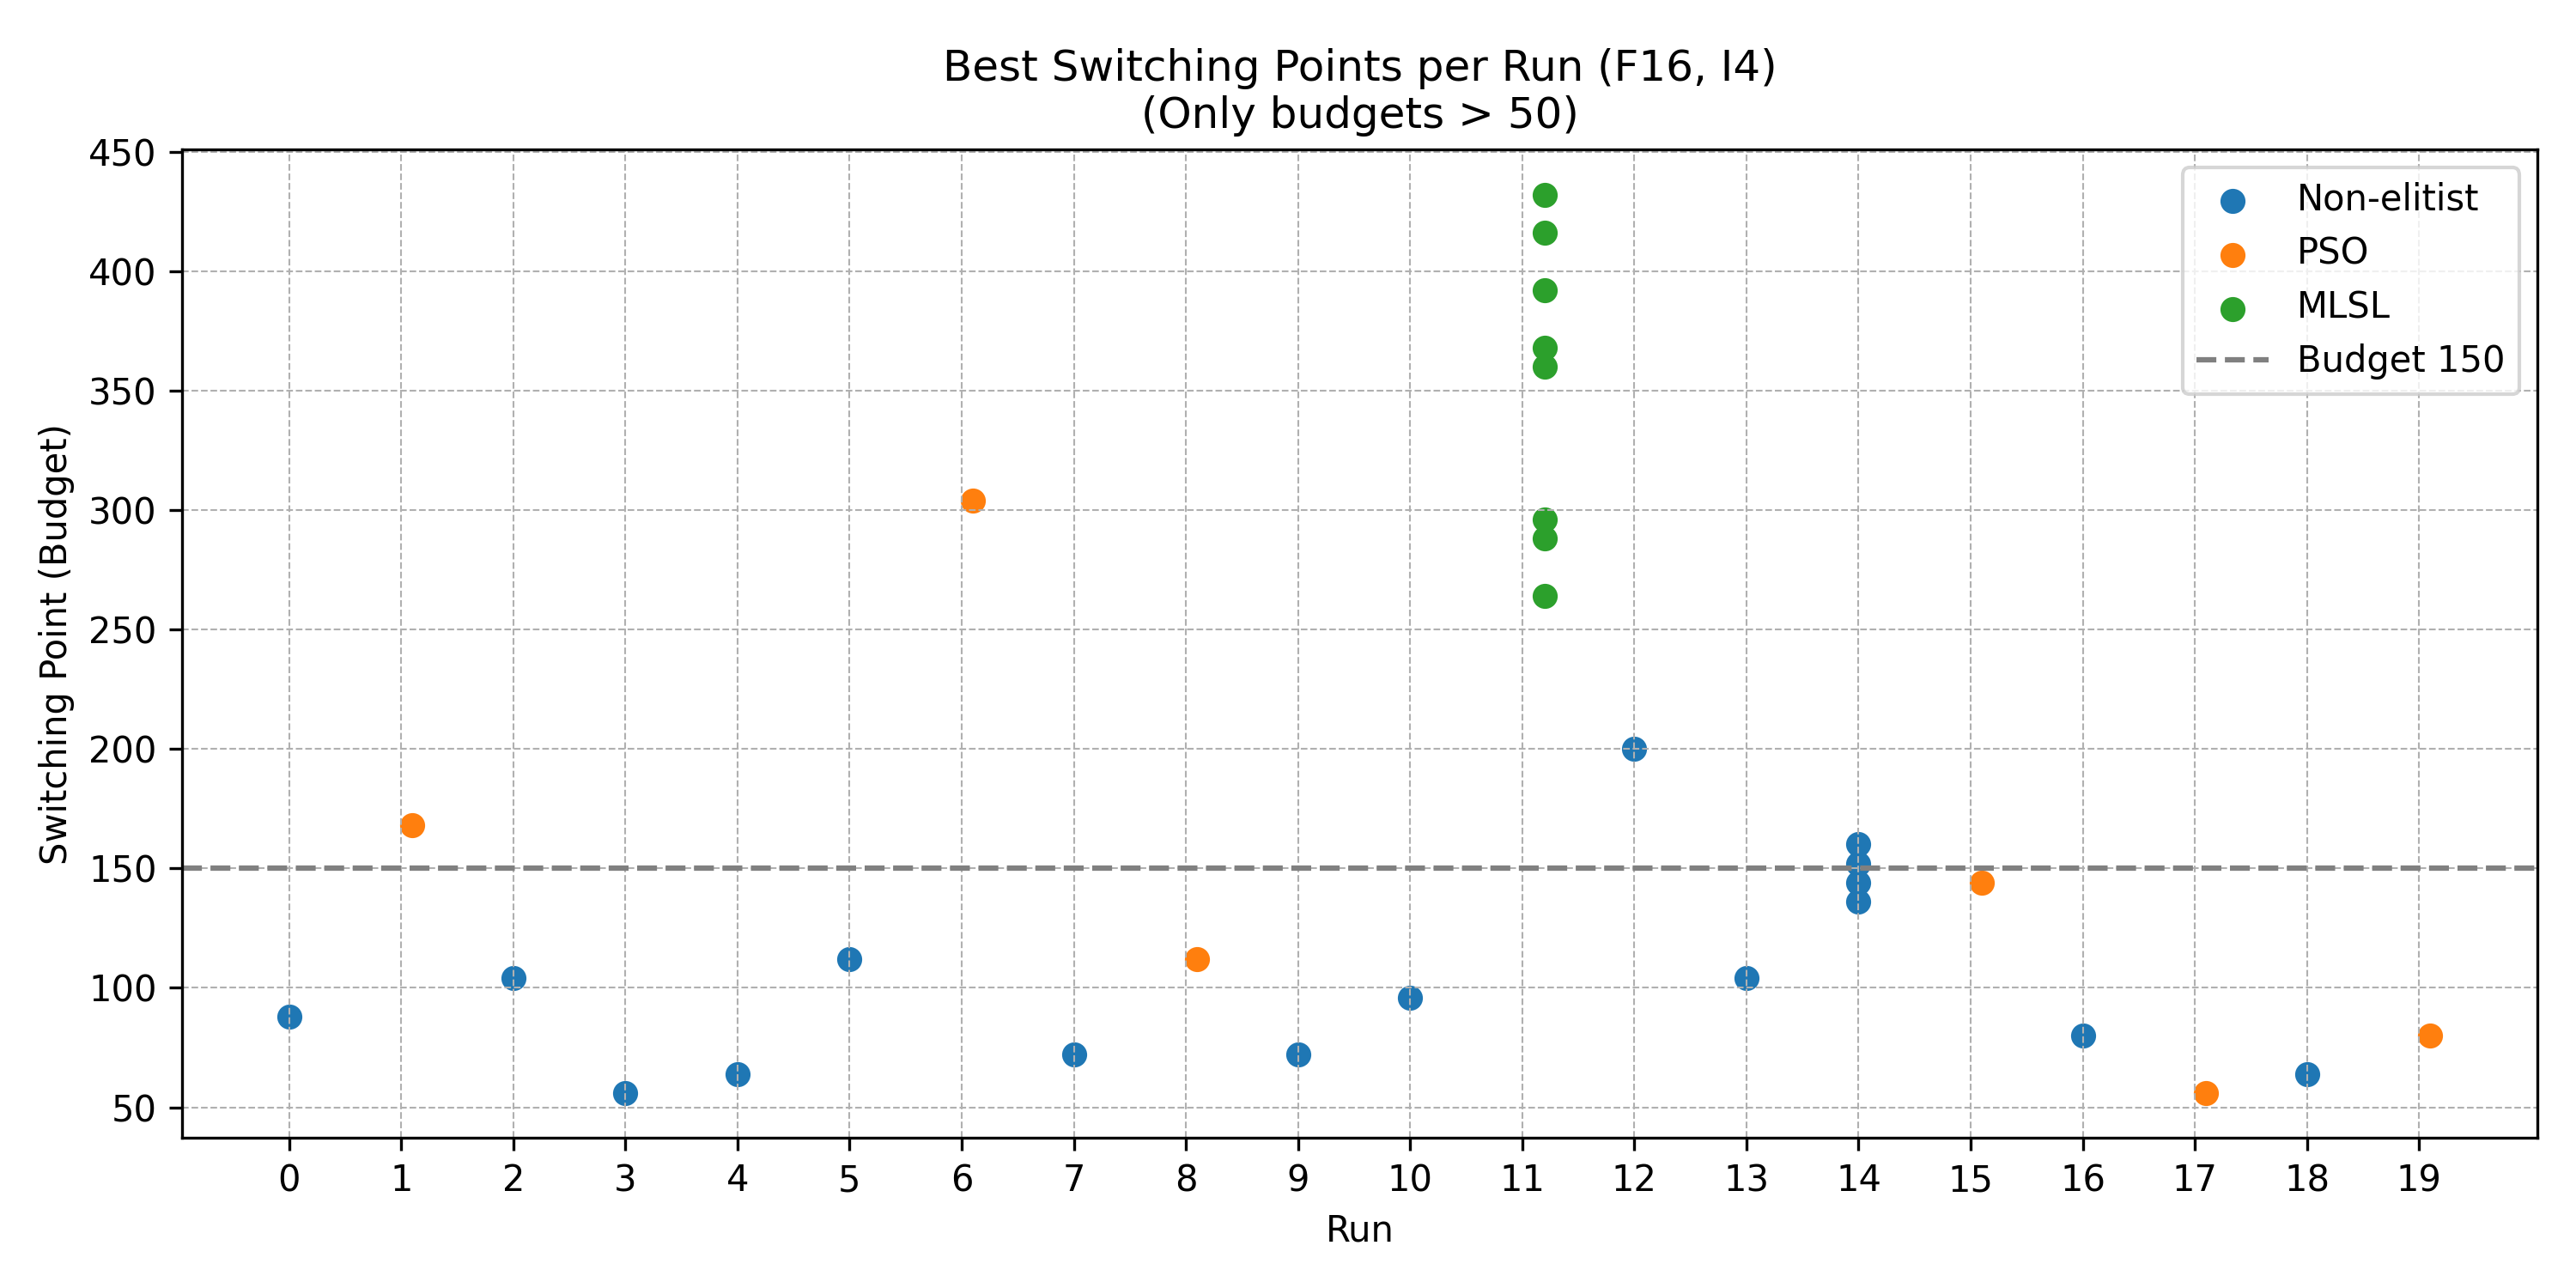 Best Switching Points per Run (F16, I4)
(Only budgets > 50)
Switching Point (Budget)
450
400
350
300
250
200
150
100
50
Non-elitist
PSO
MLSL
Budget 150
0 1 2 3 4 5 6 7 8 9 10 11 12 13 14 15 16 17 18 19
Run